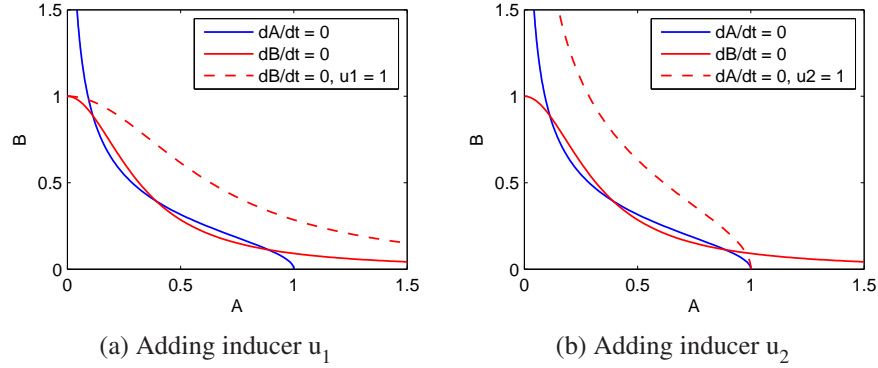 1.5
1
0.5
0
B
0
0.5
1
1.5
A
dA/dt = 0
dB/dt = 0
dB/dt = 0, u1 = 1
(a) Adding inducer u₁
1.5
1
0.5
0
B
0
0.5
1
1.5
A
dA/dt = 0
dB/dt = 0
dA/dt = 0, u2 = 1
(b) Adding inducer u₂